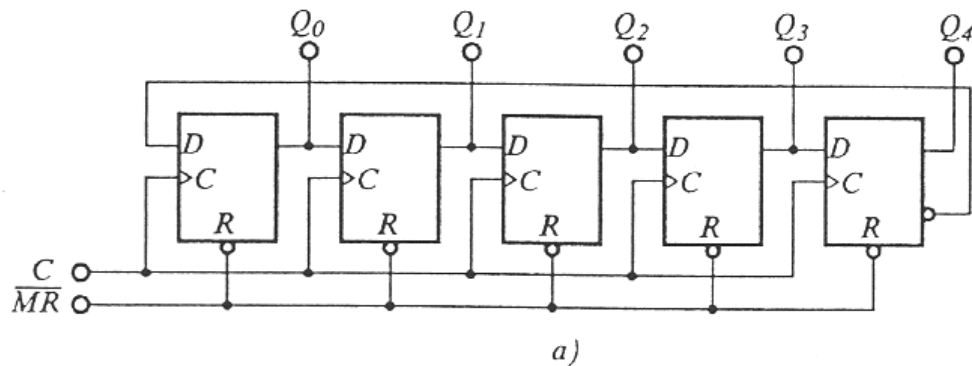 Q0 Q1 Q2 Q3 Q4
D D D D
C C C C C
R R R R R
C
MR
a)